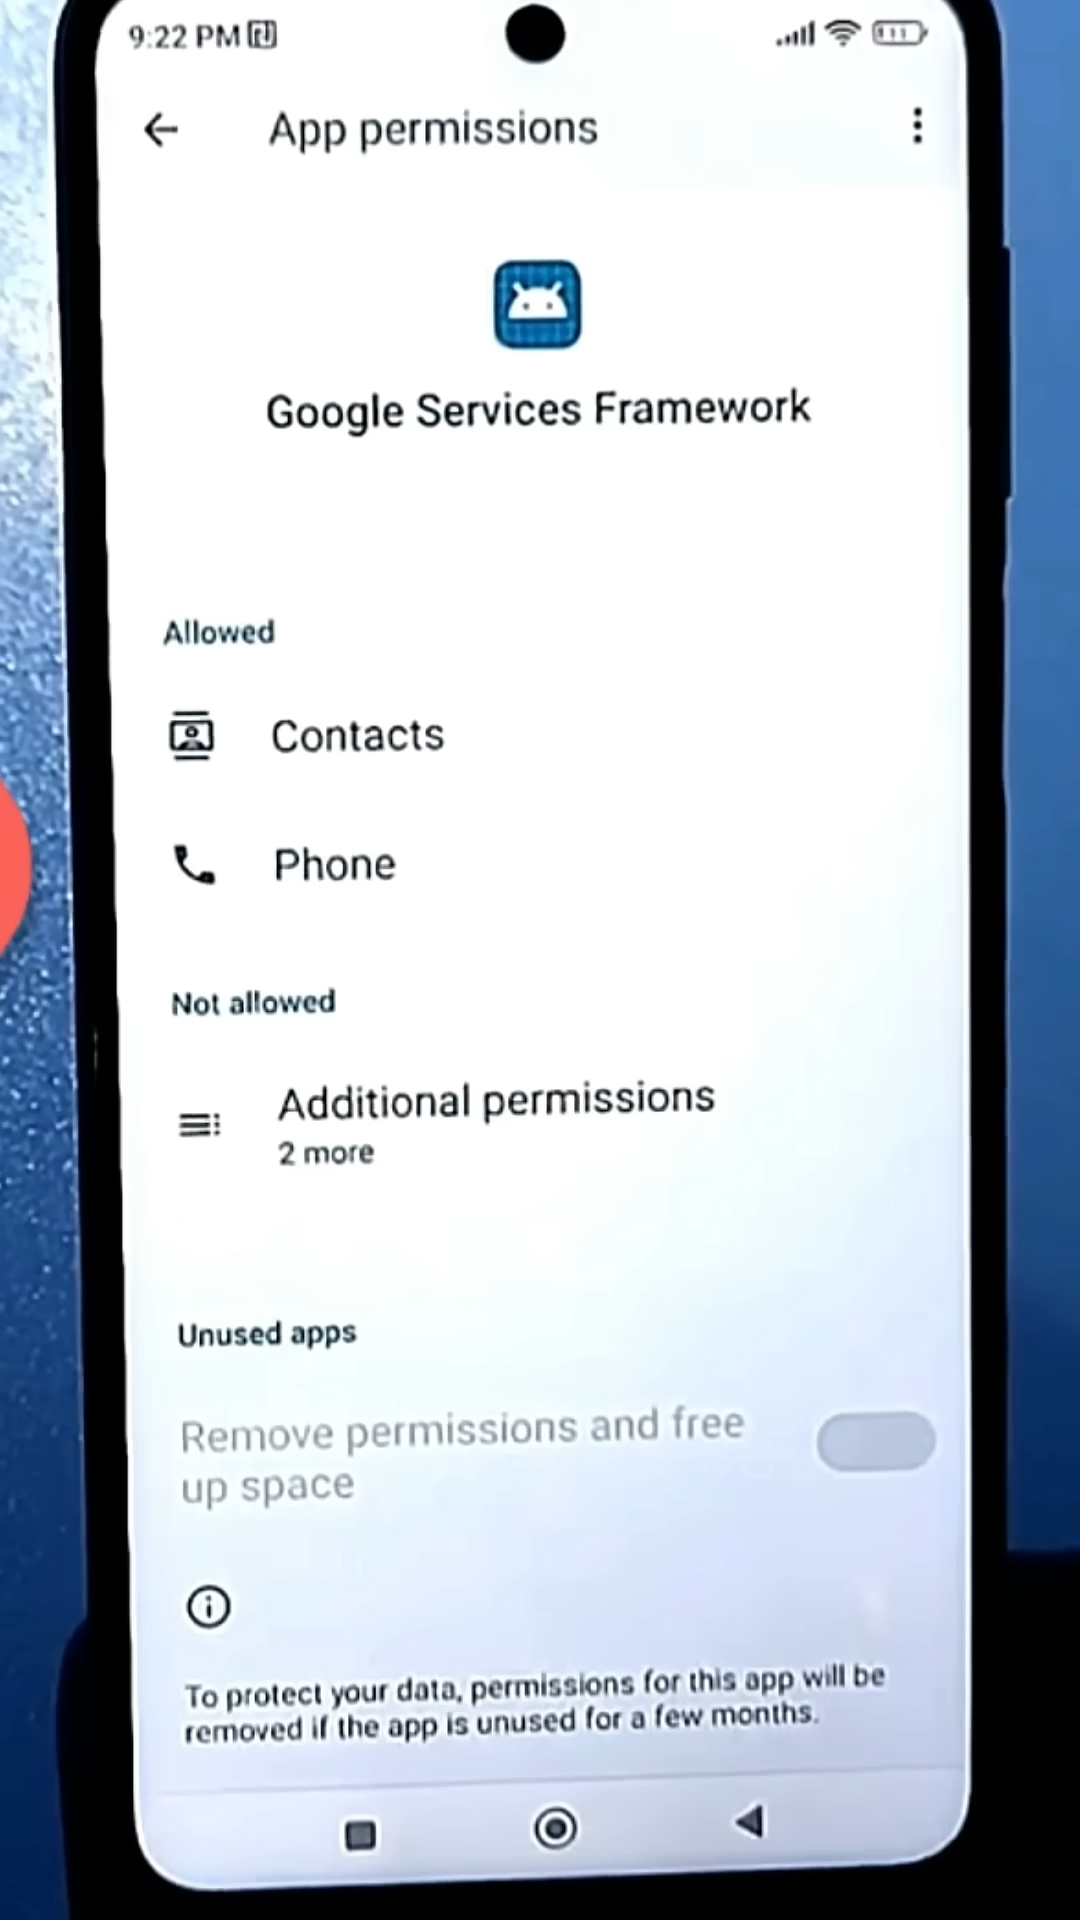 9:22 PM
App permissions
Google Services Framework
Allowed
Contacts
Phone
Not allowed
Additional permissions
2 more
Unused apps
Remove permissions and free
up space
To protect your data, permissions for this app will be
removed if the app is unused for a few months.